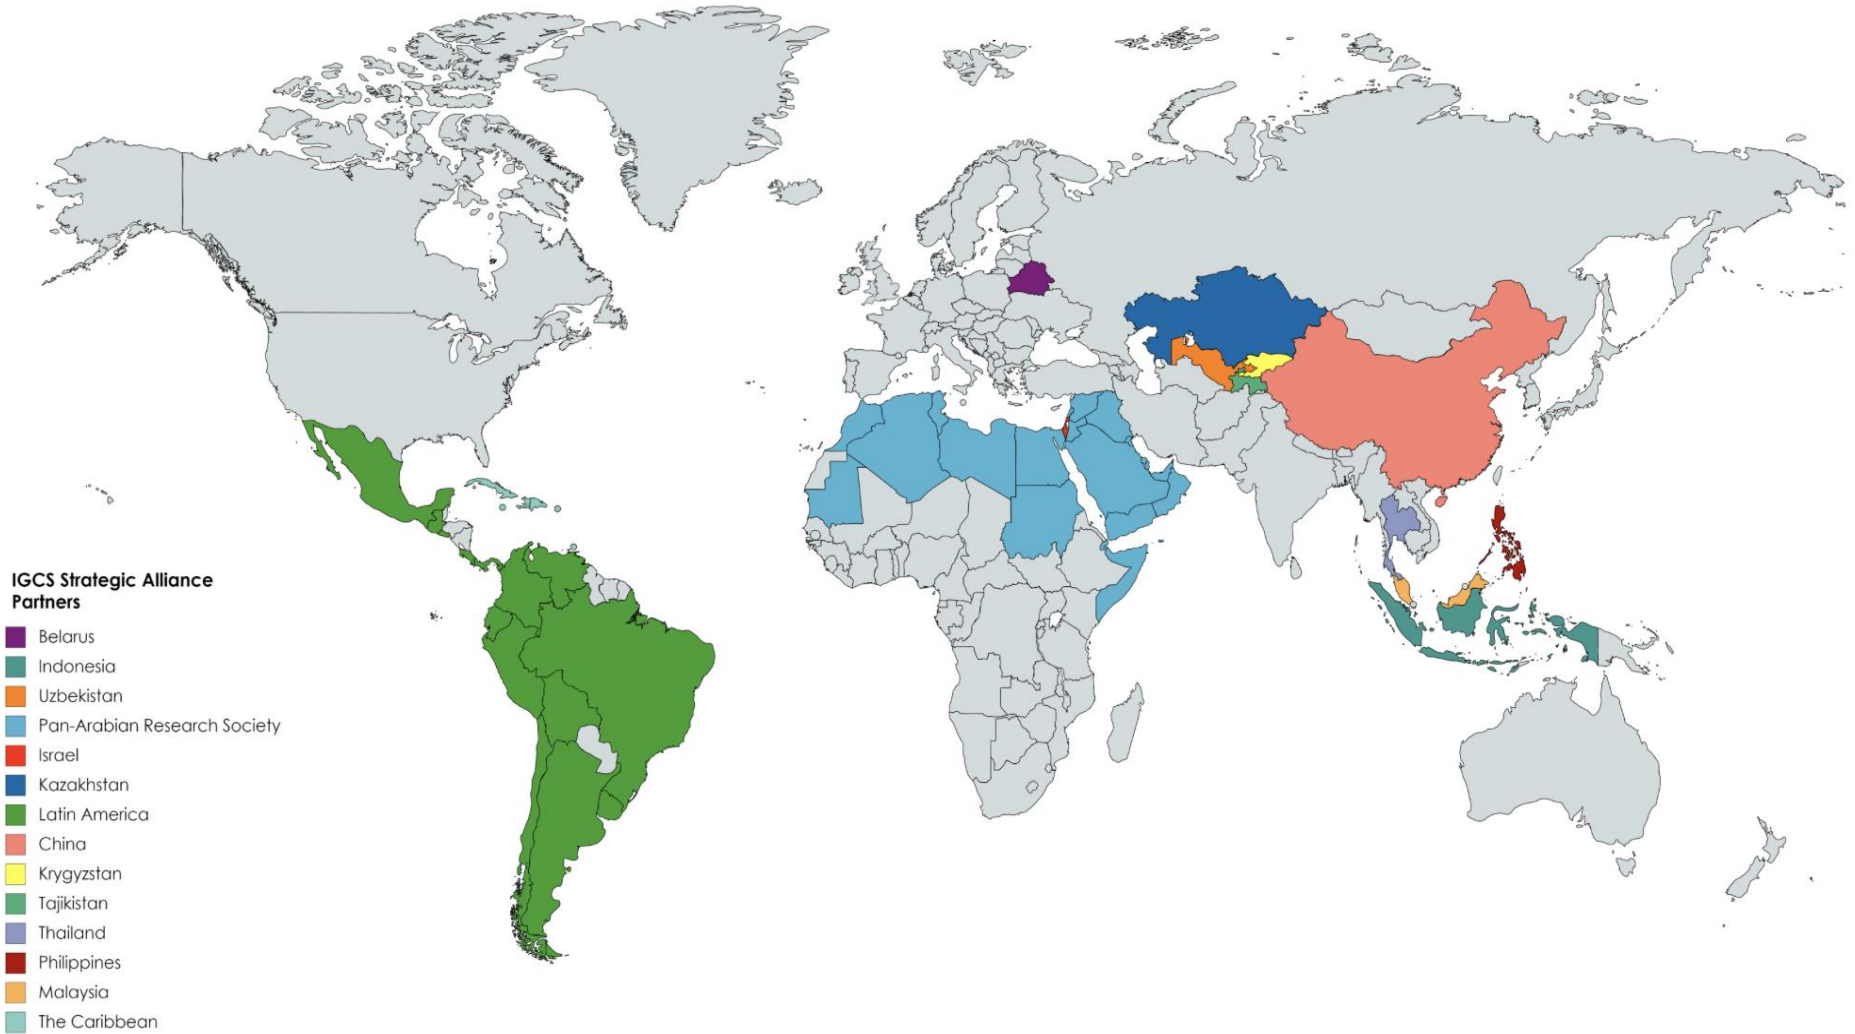 IGCS Strategic Alliance
Partners
Belarus
Indonesia
Uzbekistan
Pan-Arabian Research Society
Israel
Kazakhstan
Latin America
China
Krygyzstan
Tajikistan
Thailand
Philippines
Malaysia
The Caribbean